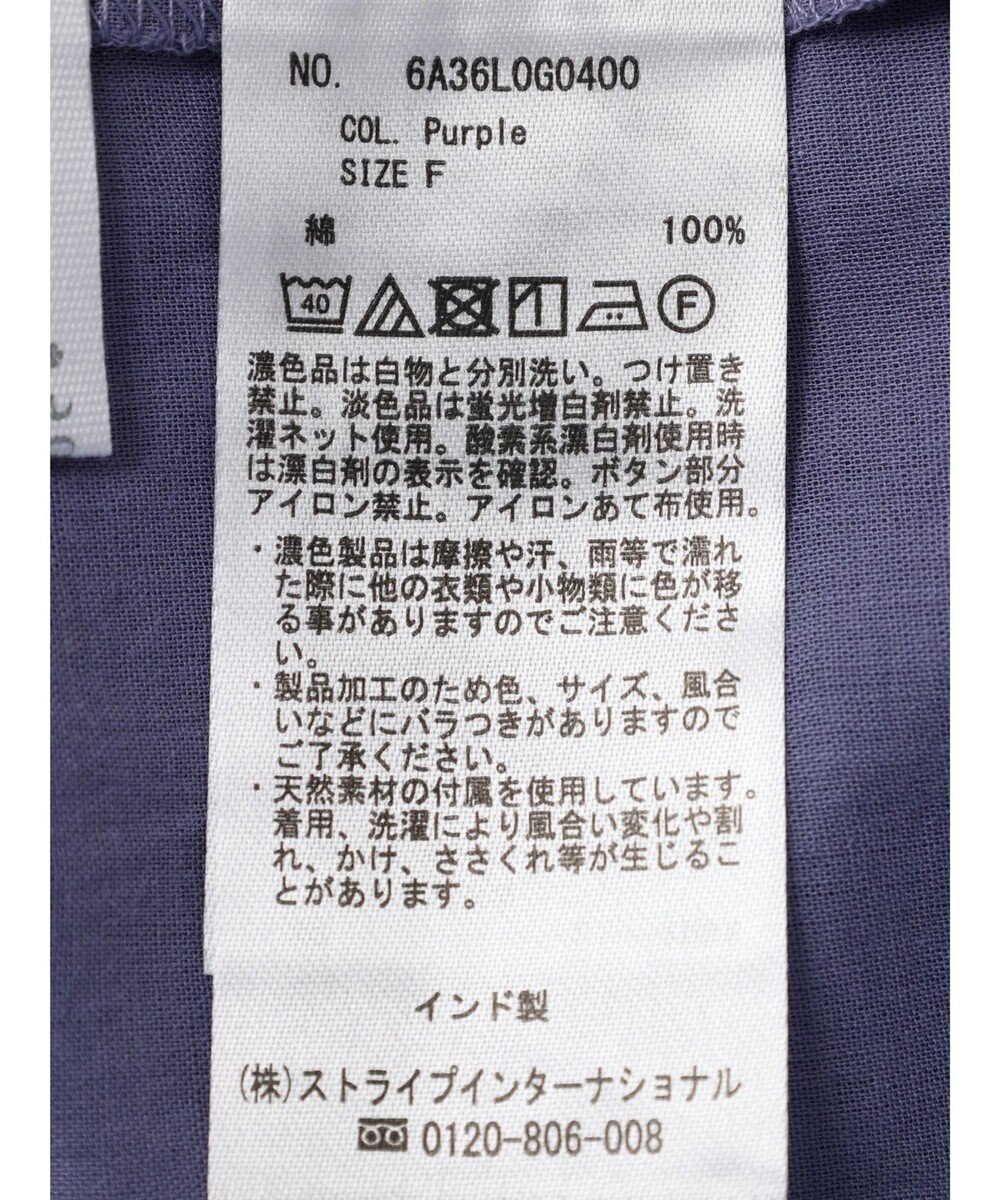 NO. 6A36L0G0400
COL. Purple
SIZE F
綿 100%
40 F
濃色品は白物と分別洗い。つけ置き
禁止。淡色品は蛍光増白剤禁止。洗
濯ネット使用。酸素系漂白剤使用時
は漂白剤の表示を確認。ボタン部分
アイロン禁止。アイロンあて布使用。
・濃色製品は摩擦や汗、雨等で濡れ
た際に他の衣類や小物類に色が移
る事がありますのでご注意くださ
い。
・製品加工のため色、サイズ、風合
いなどにバラつきがありますので
ご了承ください。
・天然素材の付属を使用しています。
着用、洗濯により風合い変化や割
れ、かけ、ささくれ等が生じるこ
とがあります。
インド製
(株)ストライプインターナショナル
0120-806-008